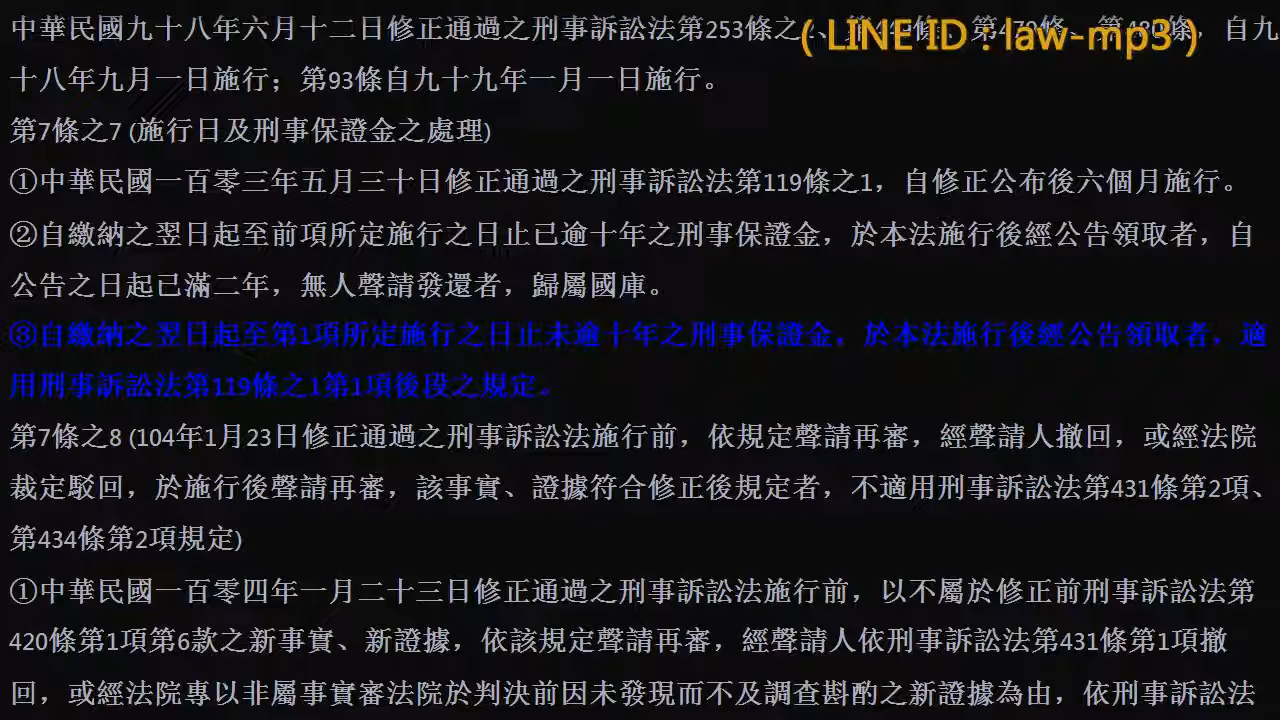 中華民國九十八年六月十二日修正通過之刑事訴訟法第253條之 、第 條、第479條、第480條，自九
（LINE ID：law-mp3）
十八年九月一日施行；第93條自九十九年一月一日施行。
第7條之7 (施行日及刑事保證金之處理)
①中華民國一百零三年五月三十日修正通過之刑事訴訟法第119條之1，自修正公布後六個月施行。
②自繳納之翌日起至前項所定施行之日止已逾十年之刑事保證金，於本法施行後經公告領取者，自
公告之日起已滿二年，無人聲請發還者，歸屬國庫。
③自繳納之翌日起至第1項所定施行之日止未逾十年之刑事保證金，於本法施行後經公告領取者，適
用刑事訴訟法第119條之1第1項後段之規定。
第7條之8 (104年1月23日修正通過之刑事訴訟法施行前，依規定聲請再審，經聲請人撤回，或經法院
裁定駁回，於施行後聲請再審，該事實、證據符合修正後規定者，不適用刑事訴訟法第431條第2項、
第434條第2項規定)
①中華民國一百零四年一月二十三日修正通過之刑事訴訟法施行前，以不屬於修正前刑事訴訟法第
420條第1項第6款之新事實、新證據，依該規定聲請再審，經聲請人依刑事訴訟法第431條第1項撤
回，或經法院專以非屬事實審法院於判決前因未發現而不及調查斟酌之新證據為由，依刑事訴訟法